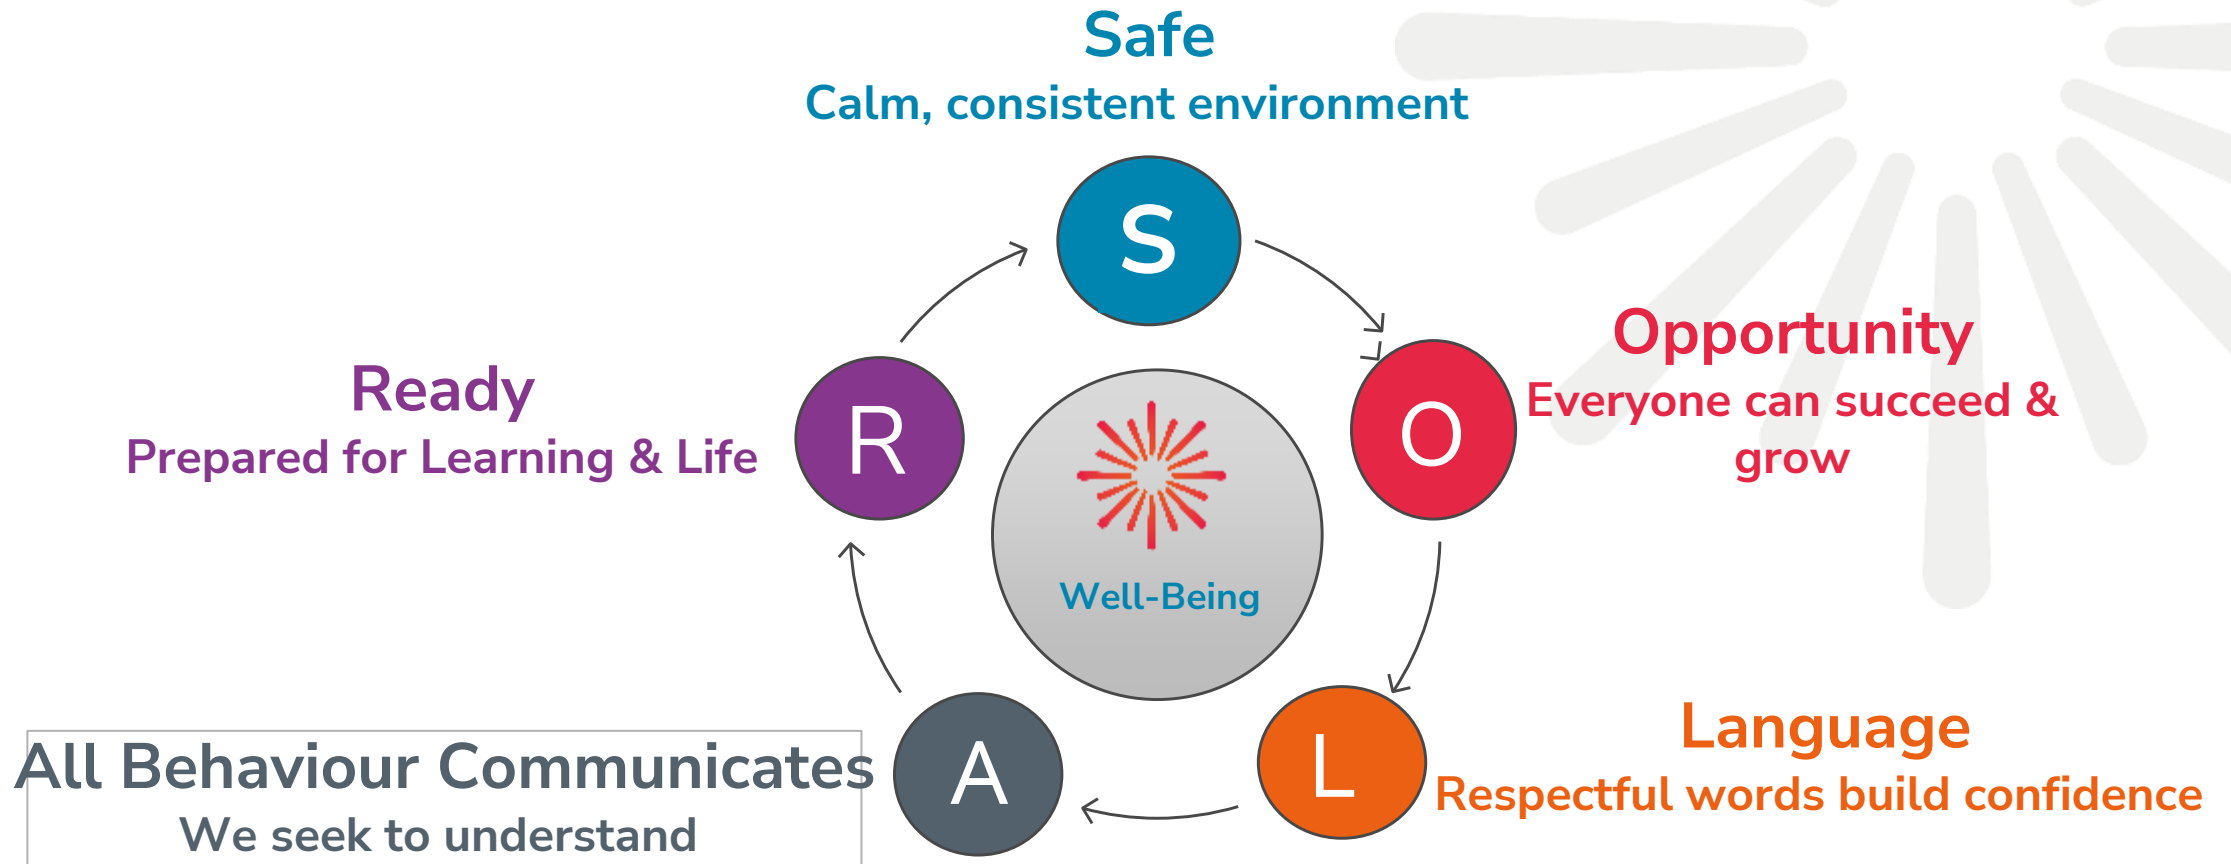 Safe
Calm, consistent environment
S
Opportunity
Everyone can succeed &
grow
O
Ready
Prepared for Learning & Life
R
Well-Being
Language
Respectful words build confidence
L
All Behaviour Communicates
We seek to understand
A